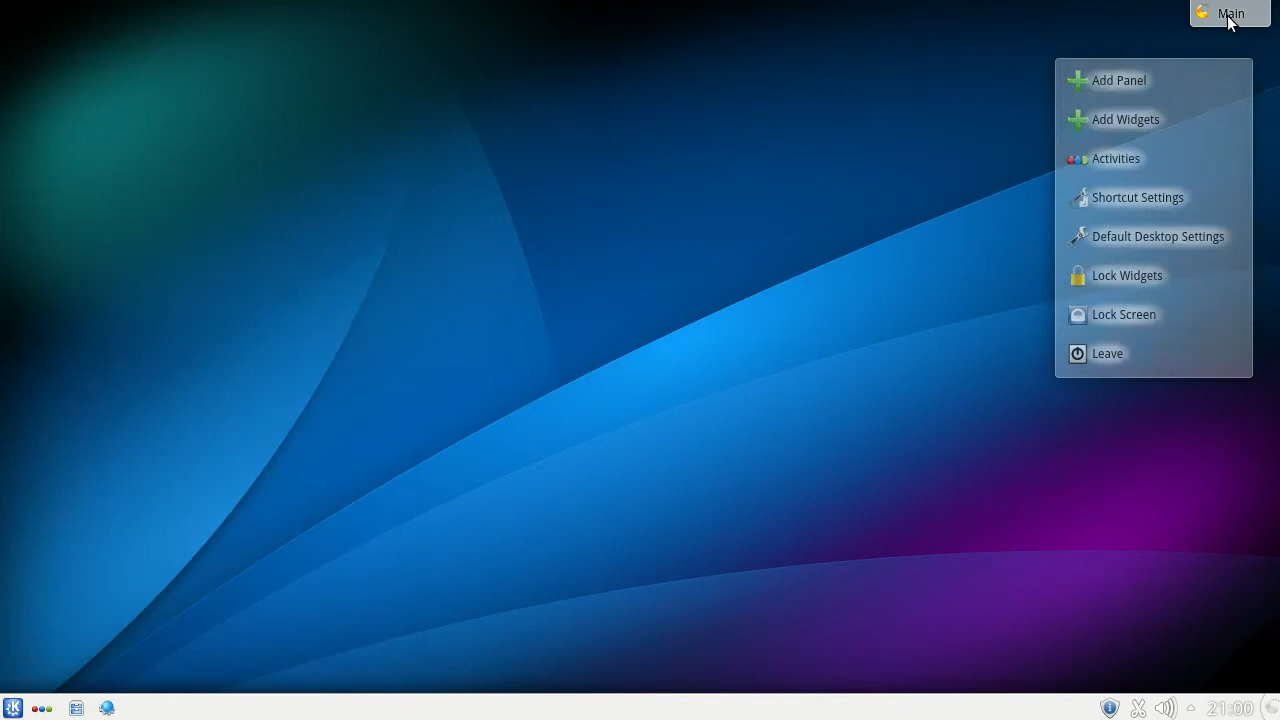 Main
Add Panel
Add Widgets
Activities
Shortcut Settings
Default Desktop Settings
Lock Widgets
Lock Screen
Leave
21:00